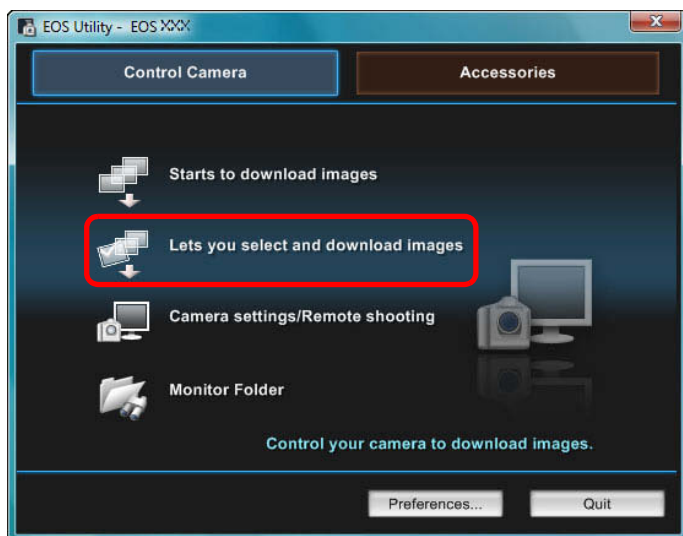 EOS Utility - EOS XXX
Control Camera
Accessories
Starts to download images
Lets you select and download images
Camera settings/Remote shooting
Monitor Folder
Control your camera to download images.
Preferences...
Quit